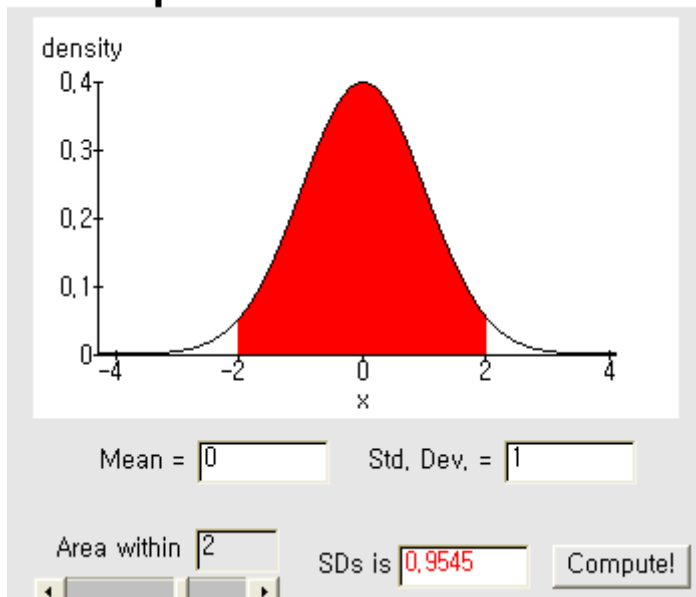 density
0,4
0,3
0,2
0,1
0
-4 -2 0 2 4
x
Mean = 0 Std, Dev, = 1
Area within 2 SDs is 0,9545 Compute!